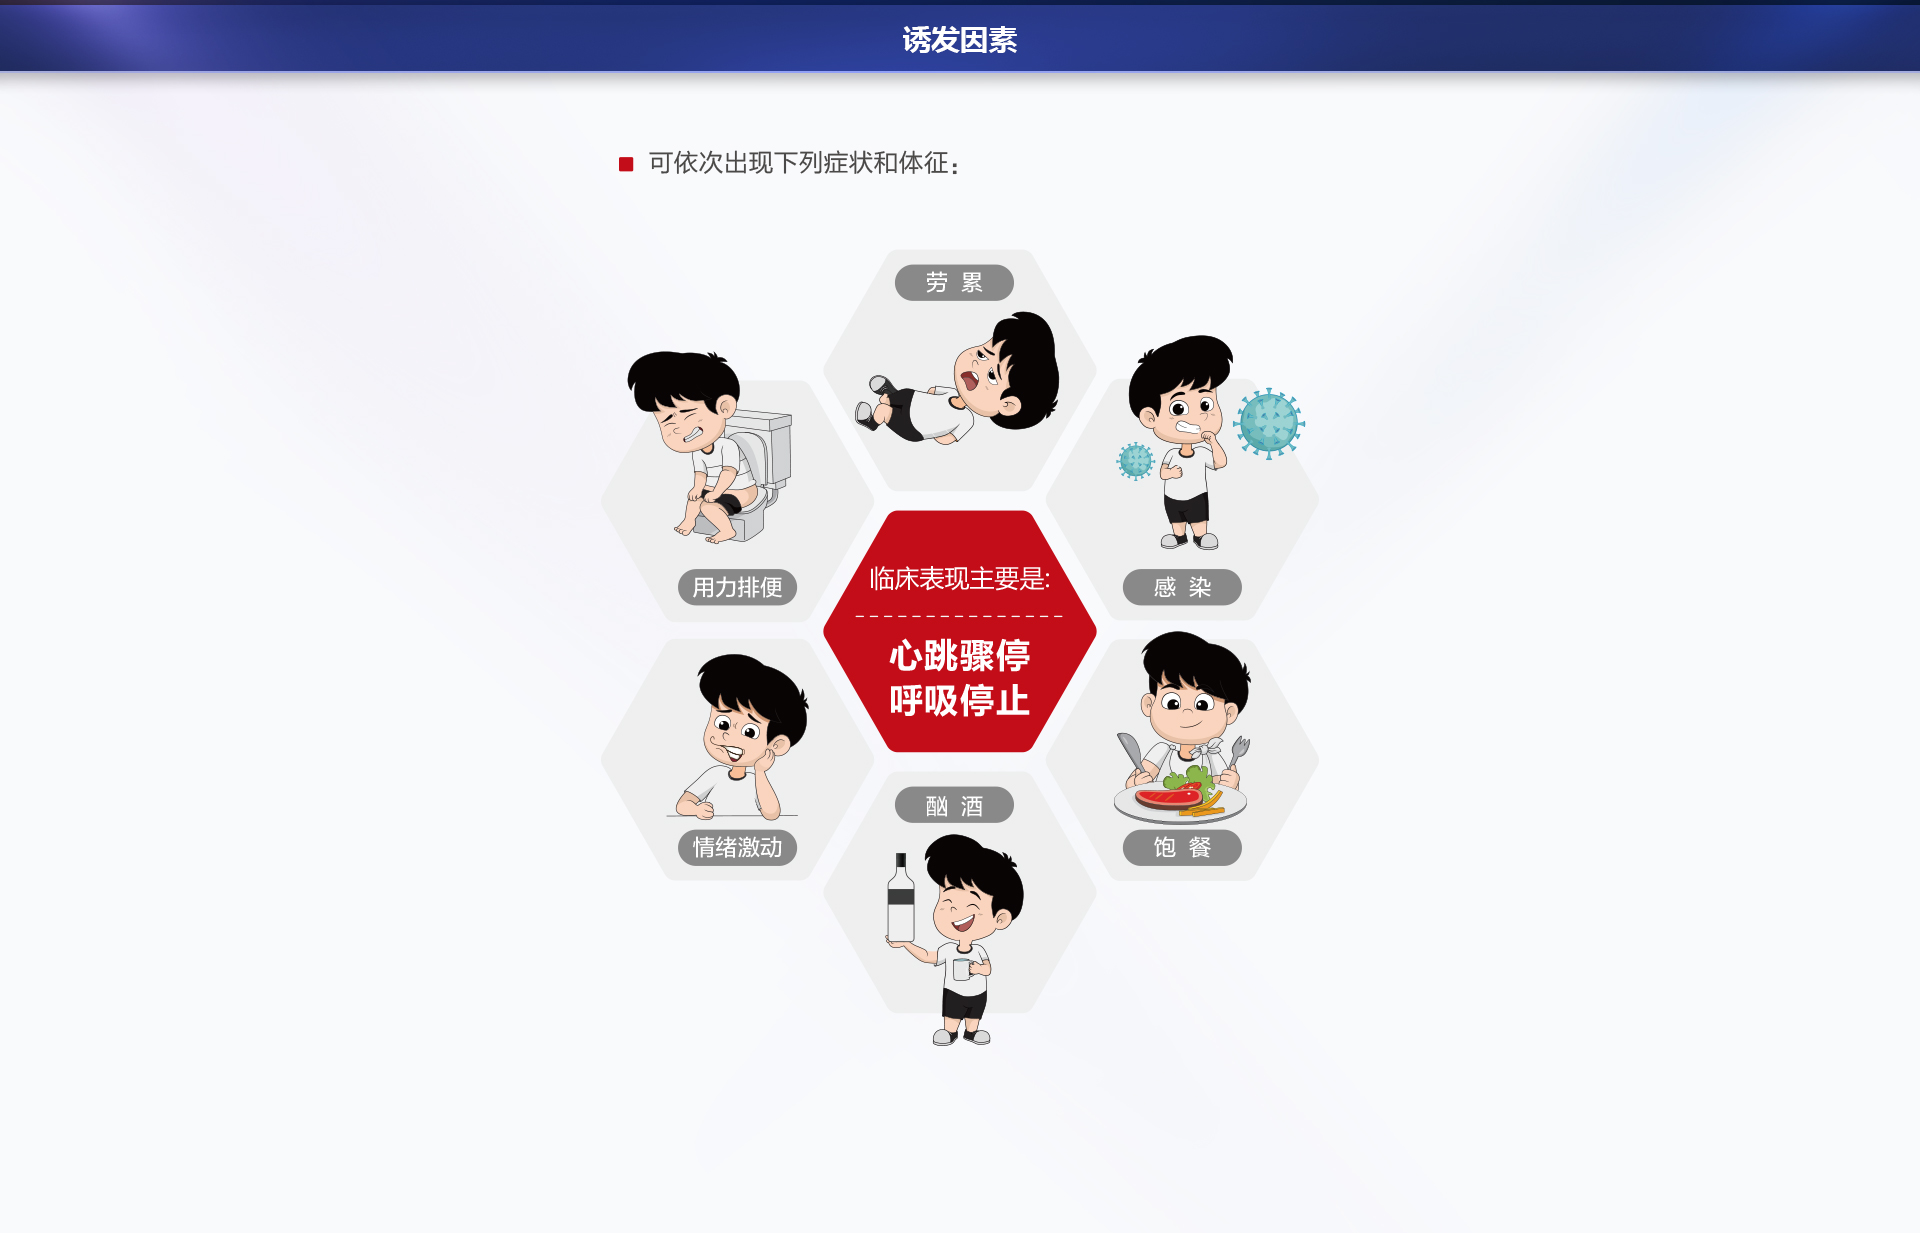 诱发因素
可依次出现下列症状和体征：
劳 累
用力排便
感 染
临床表现主要是:
心跳骤停
呼吸停止
情绪激动
酗 酒
饱 餐